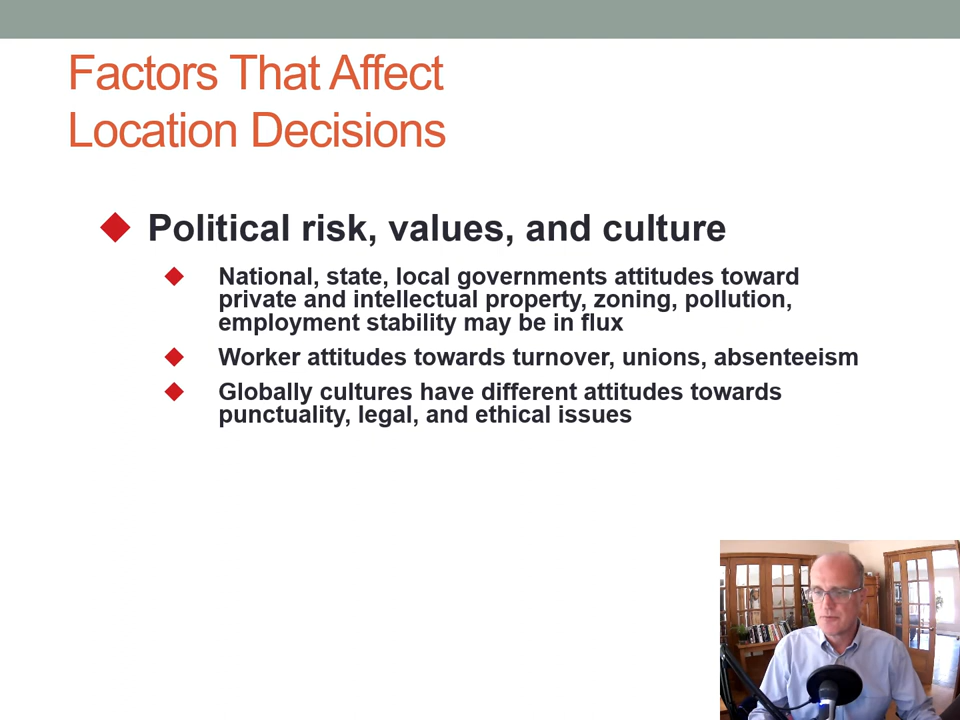 Factors That Affect
Location Decisions
Political risk, values, and culture
National, state, local governments attitudes toward
private and intellectual property, zoning, pollution,
employment stability may be in flux
Worker attitudes towards turnover, unions, absenteeism
Globally cultures have different attitudes towards
punctuality, legal, and ethical issues